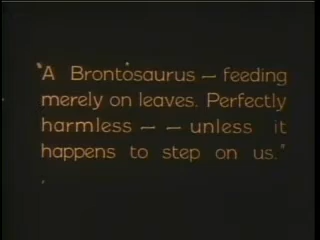 "A Brontosaurus — feeding
merely on leaves. Perfectly
harmless — — unless it
happens to step on us."